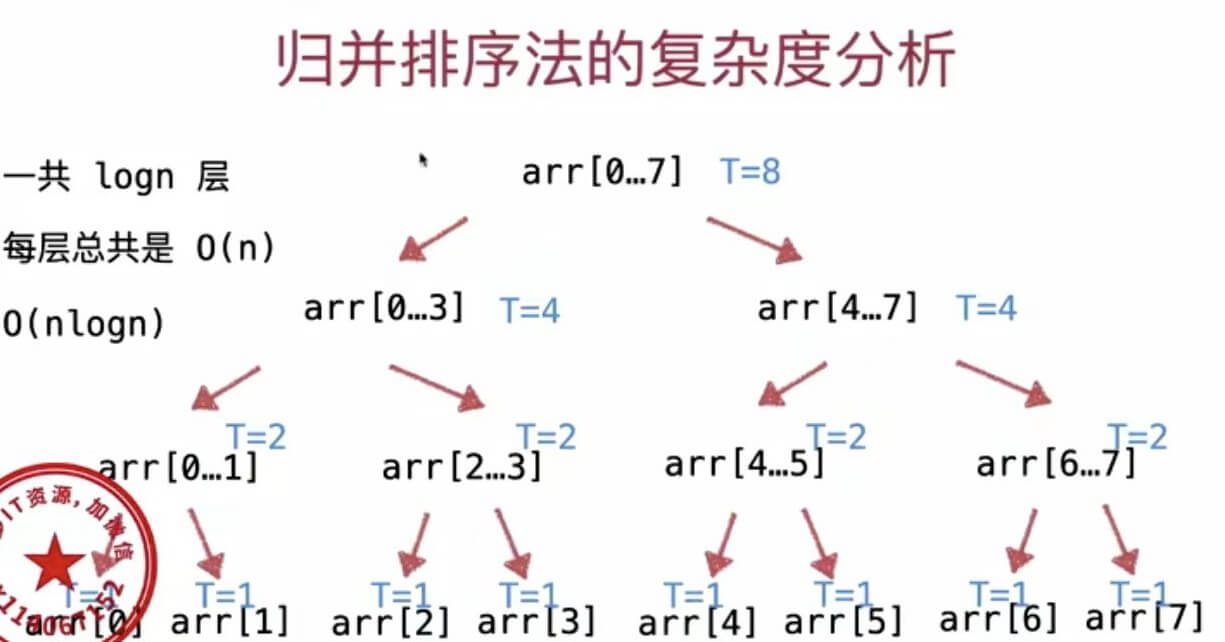 归并排序法的复杂度分析
一共 logn 层
arr[0…7] T=8
每层总共是 O(n)
arr[0…3] T=4
arr[4…7] T=4
O(nlogn)
T=2
T=2
T=2
T=2
arr[0…1]
arr[2…3]
arr[4…5]
arr[6…7]
IT资源,加微信
T=1
T=1
T=1
T=1
T=1
T=1
T=1
T=1
arr[0]
arr[1]
arr[2]
arr[3]
arr[4]
arr[5]
arr[6]
arr[7]